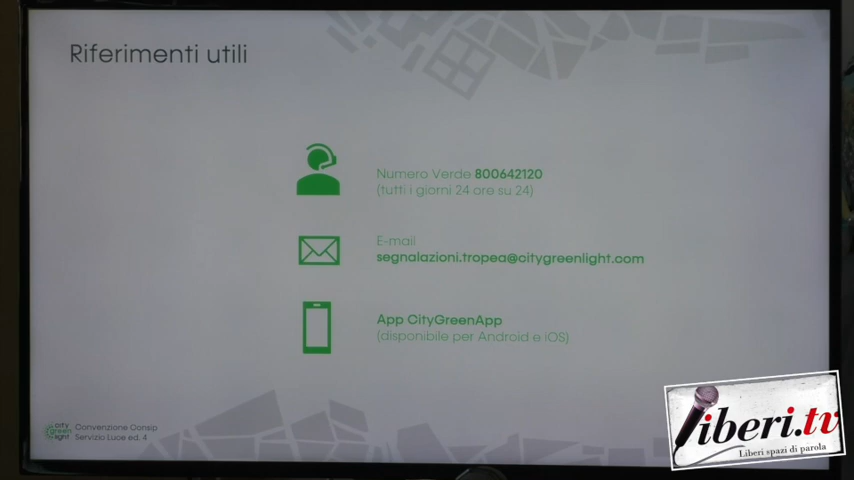 Riferimenti utili
Numero Verde 800642120
(tutti i giorni 24 ore su 24)
E-mail
segnalazioni.tropea@citygreenlight.com
App CityGreenApp
(disponibile per Android e iOS)
city
green
light
Convenzione Consip
Servizio Luce ed. 4
liberi.tv
Liberi spazi di parola